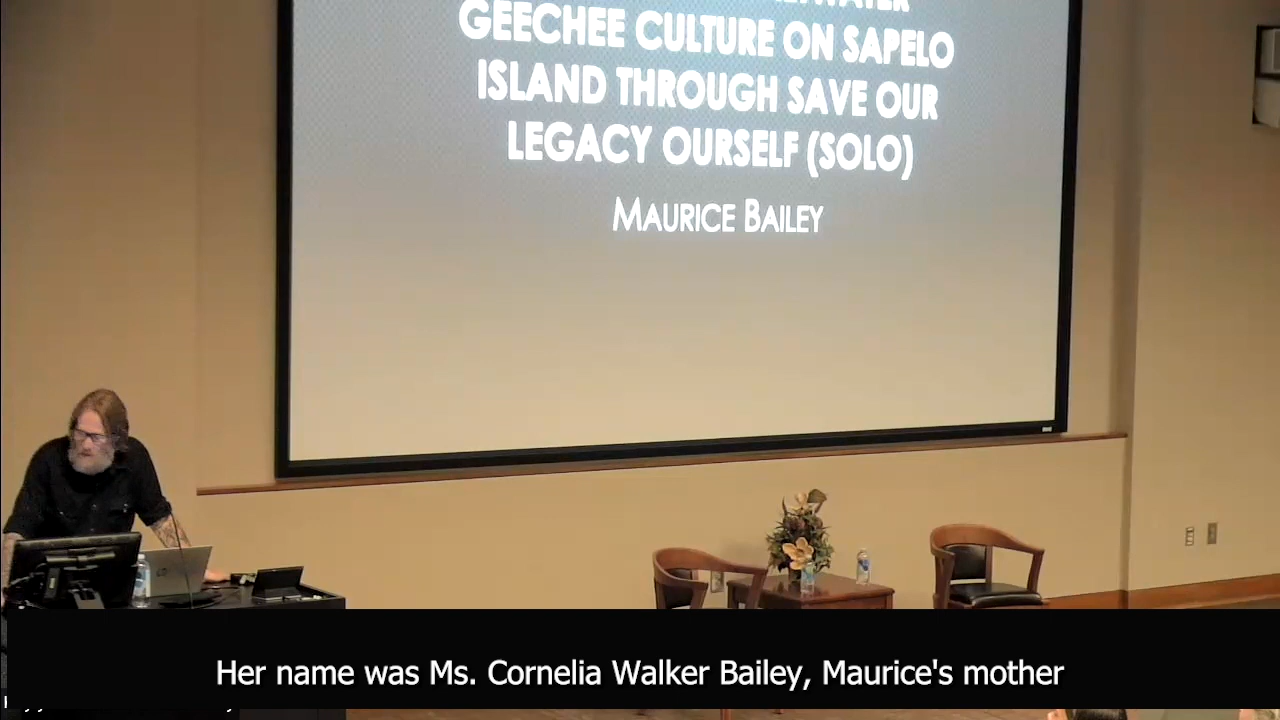 GEECHEE CULTURE ON SAPELO
ISLAND THROUGH SAVE OUR
LEGACY OURSELF (SOLO)
MAURICE BAILEY
Her name was Ms. Cornelia Walker Bailey, Maurice's mother